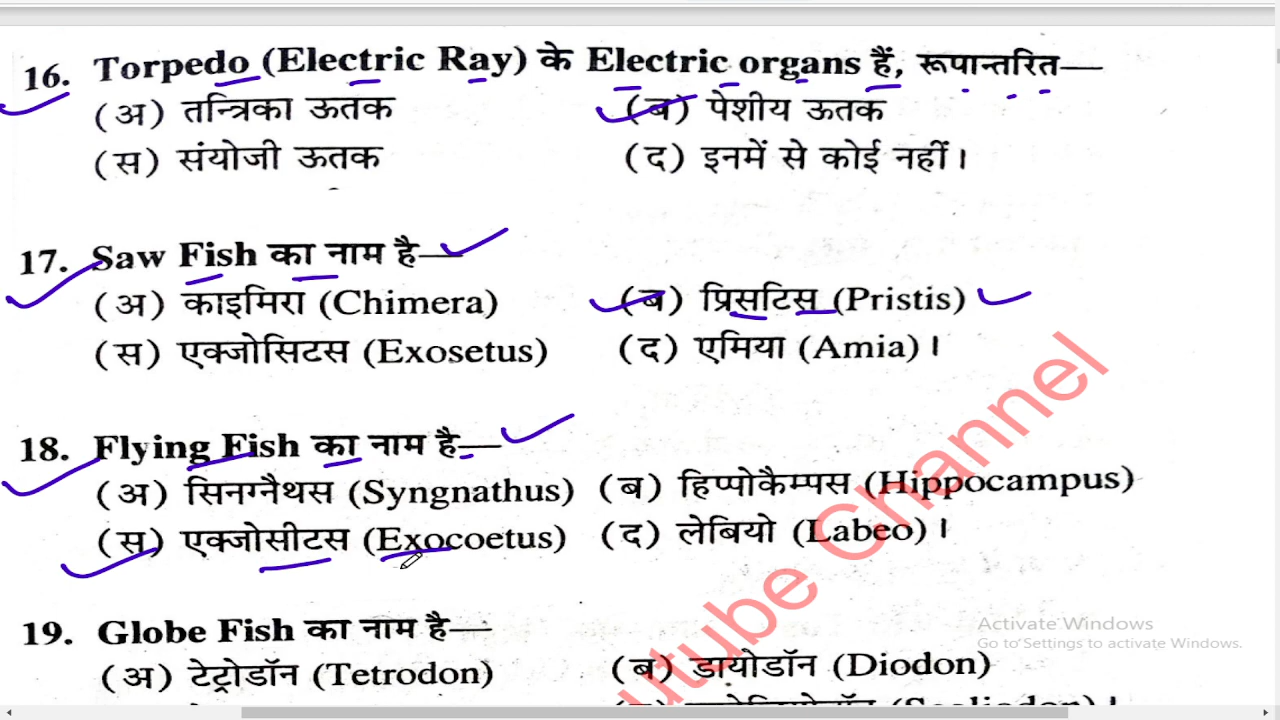 16. Torpedo (Electric Ray) के Electric organs हैं, रूपान्तरित—
(अ) तन्त्रिका ऊतक (ब) पेशीय ऊतक
(स) संयोजी ऊतक (द) इनमें से कोई नहीं।
17. Saw Fish का नाम है—
(अ) काइमिरा (Chimera) (ब) प्रिसटिस (Pristis)
(स) एक्जोसिटस (Exosetus) (द) एमिया (Amia)।
18. Flying Fish का नाम है—
(अ) सिनग्नैथस (Syngnathus) (ब) हिप्पोकैम्पस (Hippocampus)
(स) एक्जोसीटस (Exocoetus) (द) लेबियो (Labeo)।
19. Globe Fish का नाम है—
(अ) टेट्रोडॉन (Tetrodon) (ब) डायोडॉन (Diodon)
utube Channel
Activate Windows
Go to Settings to activate Windows.